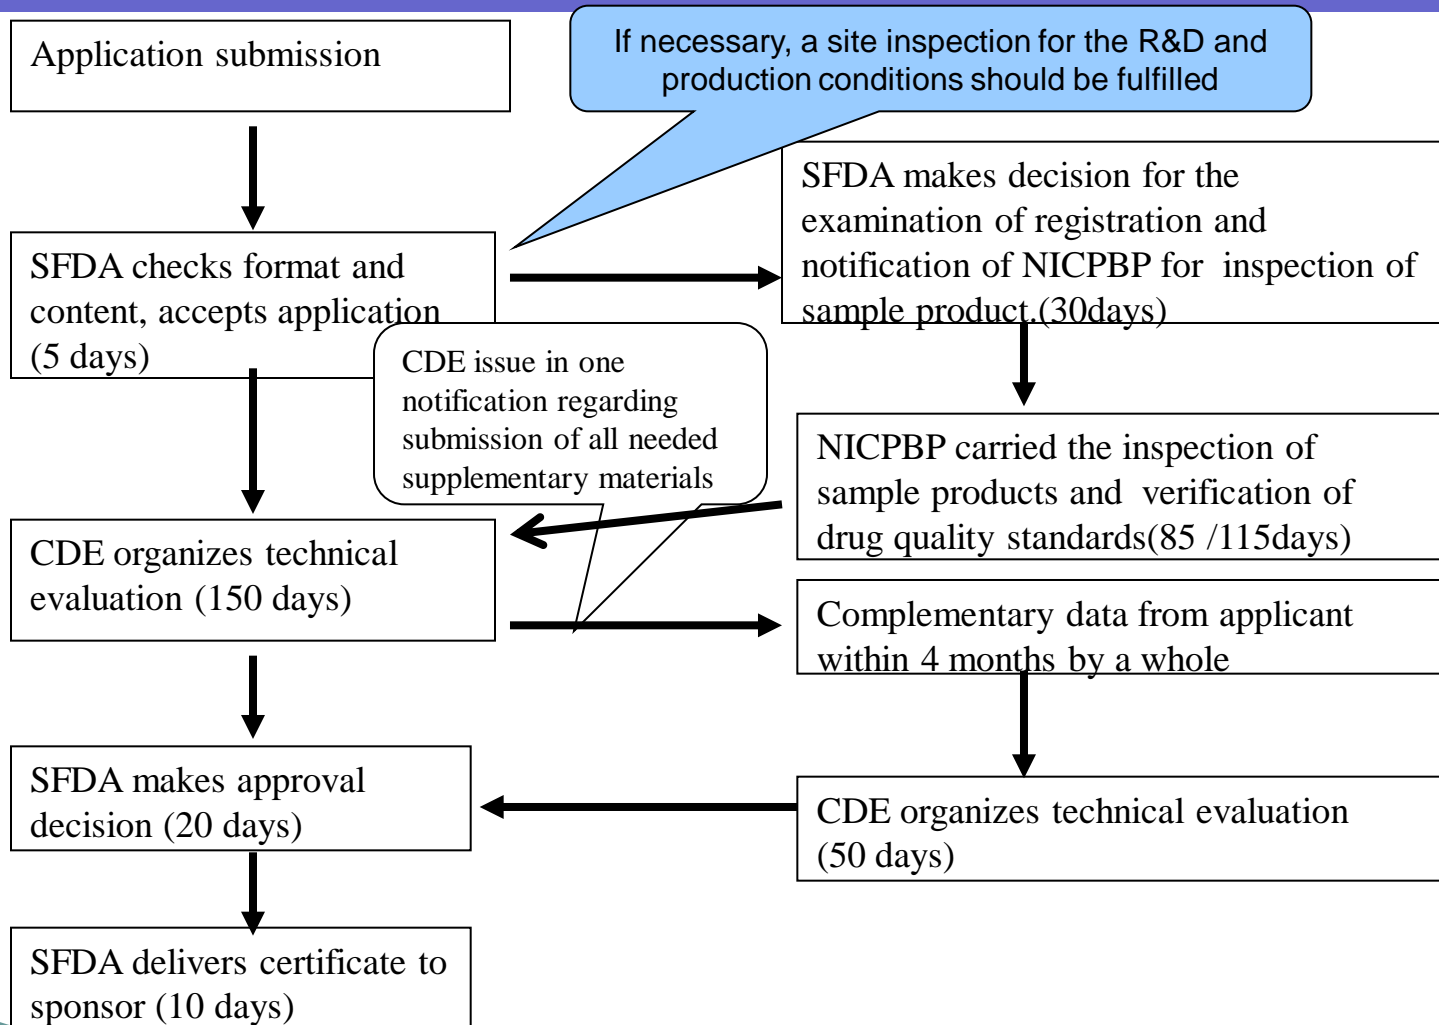 Application submission
If necessary, a site inspection for the R&D and
production conditions should be fulfilled
SFDA makes decision for the
examination of registration and
notification of NICPBP for inspection of
sample product.(30days)
SFDA checks format and
content, accepts application
(5 days)
CDE issue in one
notification regarding
submission of all needed
supplementary materials
NICPBP carried the inspection of
sample products and verification of
drug quality standards(85 /115days)
CDE organizes technical
evaluation (150 days)
Complementary data from applicant
within 4 months by a whole
SFDA makes approval
decision (20 days)
CDE organizes technical evaluation
(50 days)
SFDA delivers certificate to
sponsor (10 days)